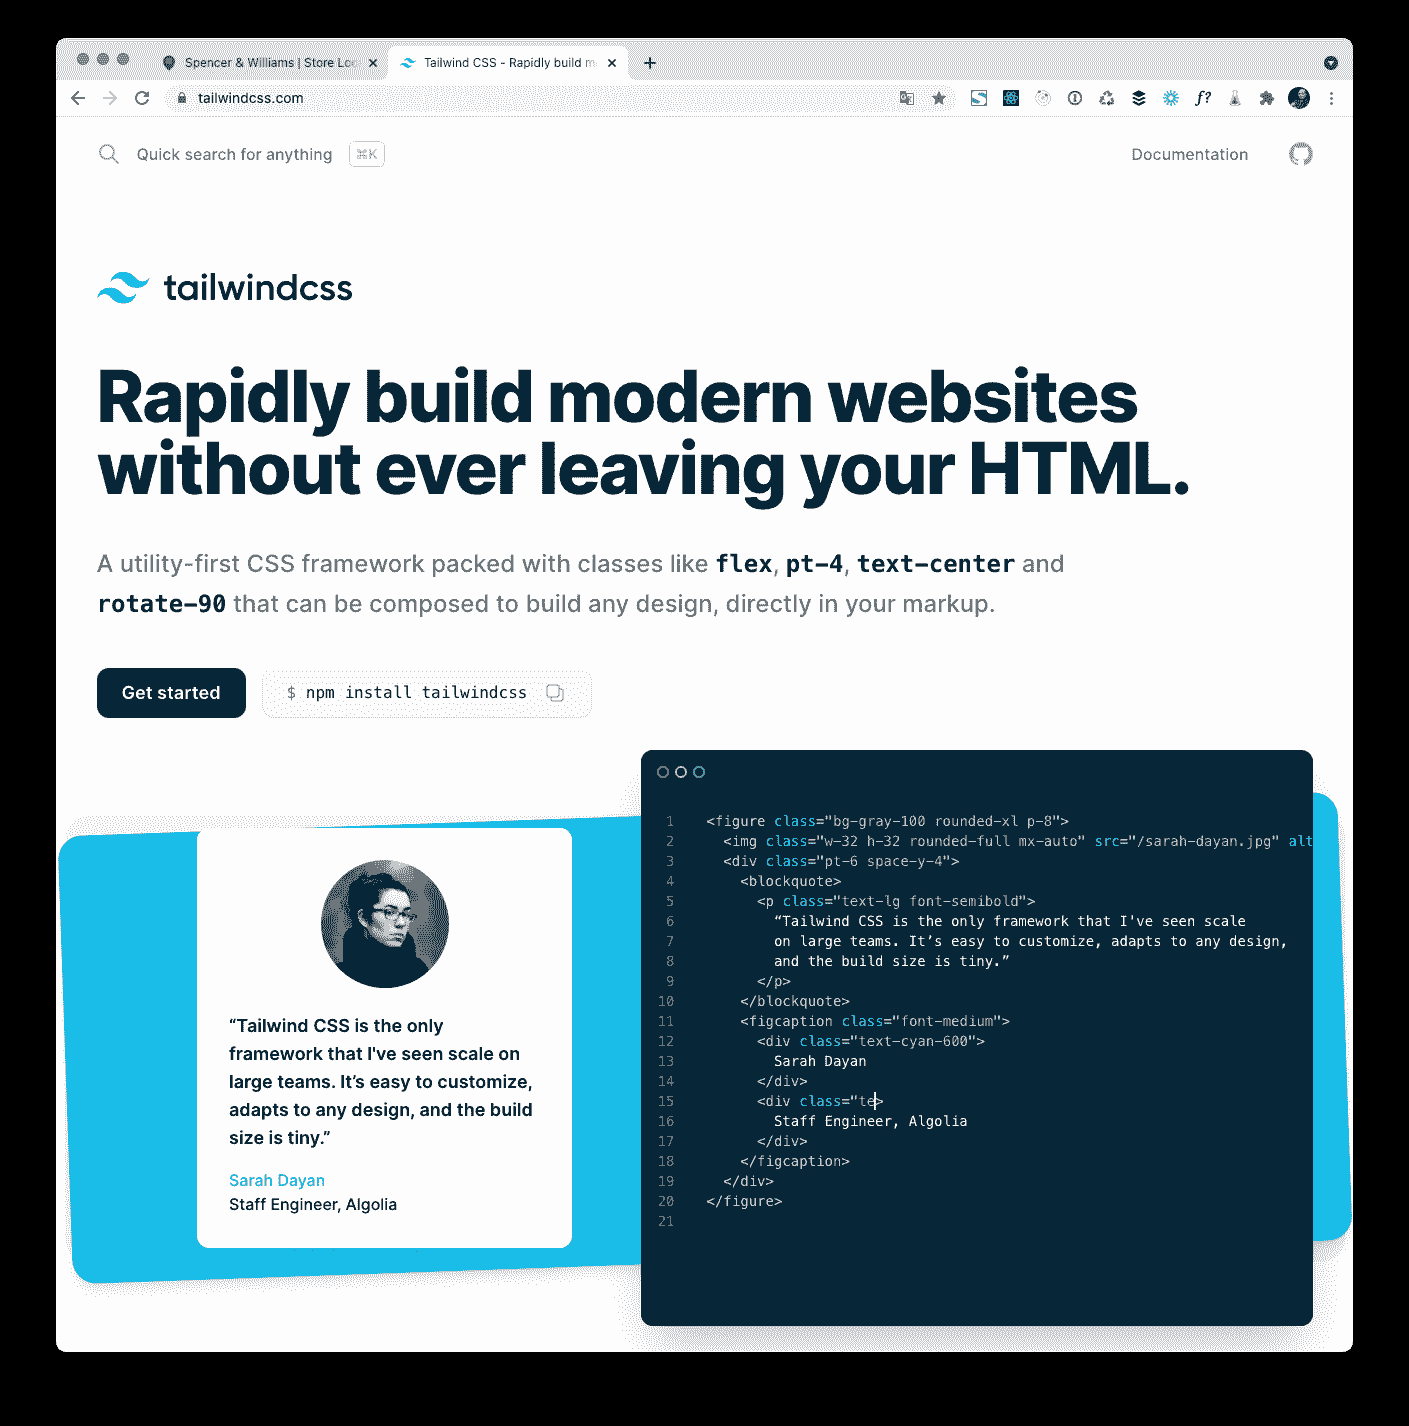 Spencer & Williams | Store Loc
Tailwind CSS - Rapidly build m
tailwindcss.com
f?
Quick search for anything ⌘K
Documentation
tailwindcss
Rapidly build modern websites
without ever leaving your HTML.
A utility-first CSS framework packed with classes like flex, pt-4, text-center and
rotate-90 that can be composed to build any design, directly in your markup.
Get started
$ npm install tailwindcss
“Tailwind CSS is the only
framework that I've seen scale on
large teams. It’s easy to customize,
adapts to any design, and the build
size is tiny.”
Sarah Dayan
Staff Engineer, Algolia
1 <figure class="bg-gray-100 rounded-xl p-8">
2 <img class="w-32 h-32 rounded-full mx-auto" src="/sarah-dayan.jpg" alt
3 <div class="pt-6 space-y-4">
4 <blockquote>
5 <p class="text-lg font-semibold">
6 “Tailwind CSS is the only framework that I've seen scale
7 on large teams. It’s easy to customize, adapts to any design,
8 and the build size is tiny.”
9 </p>
10 </blockquote>
11 <figcaption class="font-medium">
12 <div class="text-cyan-600">
13 Sarah Dayan
14 </div>
15 <div class="te>
16 Staff Engineer, Algolia
17 </div>
18 </figcaption>
19 </div>
20 </figure>
21